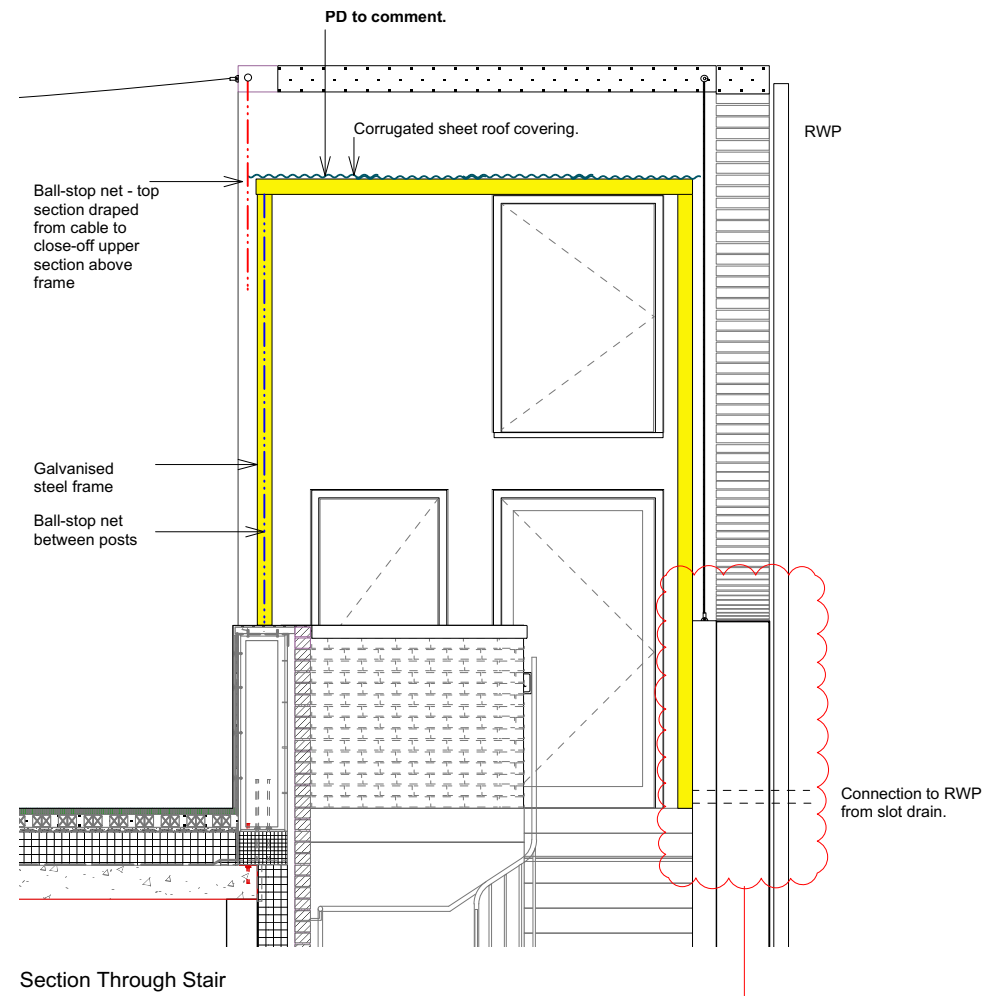 PD to comment.
Corrugated sheet roof covering.
RWP
Ball-stop net - top
section draped
from cable to
close-off upper
section above
frame
Galvanised
steel frame
Ball-stop net
between posts
Connection to RWP
from slot drain.
Section Through Stair